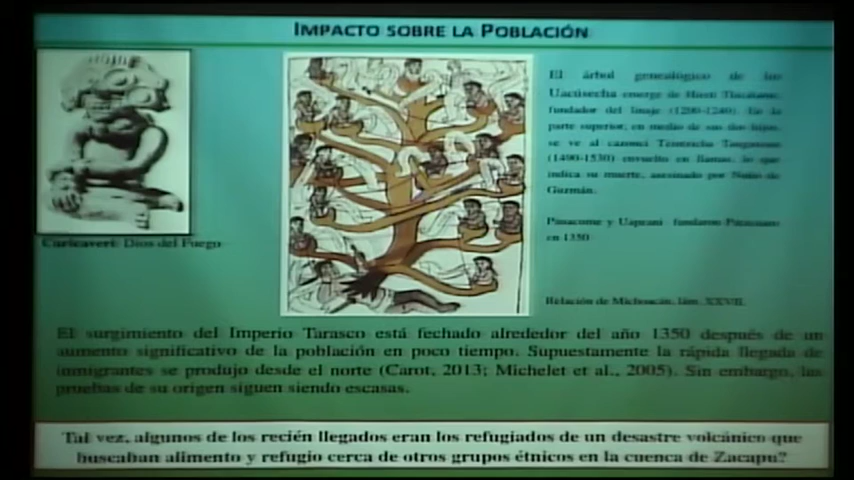 IMPACTO SOBRE LA POBLACIÓN
Curicaveri: Dios del Fuego
El árbol genealógico de los
Uacúsecha emerge de Hireti Ticátame,
fundador del linaje (1200-1240). En la
parte superior, en medio de sus dos hijos,
se ve al cazonci Tzintzicha Tangaxoan
(1490-1530) envuelto en llamas, lo que
indica su muerte, asesinado por Nuño de
Guzmán.
fundaron Pátzcuaro
en 1350
Relación de Michoacán, lám. XXVII.
El surgimiento del Imperio Tarasco está fechado alrededor del año 1350 después de un
aumento significativo de la población en poco tiempo. Supuestamente la rápida llegada de
inmigrantes se produjo desde el norte (Carot, 2013; Michelet et al., 2005). Sin embargo, las
pruebas de su origen siguen siendo escasas.
Tal vez, algunos de los recién llegados eran los refugiados de un desastre volcánico que
buscaban alimento y refugio cerca de otros grupos étnicos en la cuenca de Zacapu?